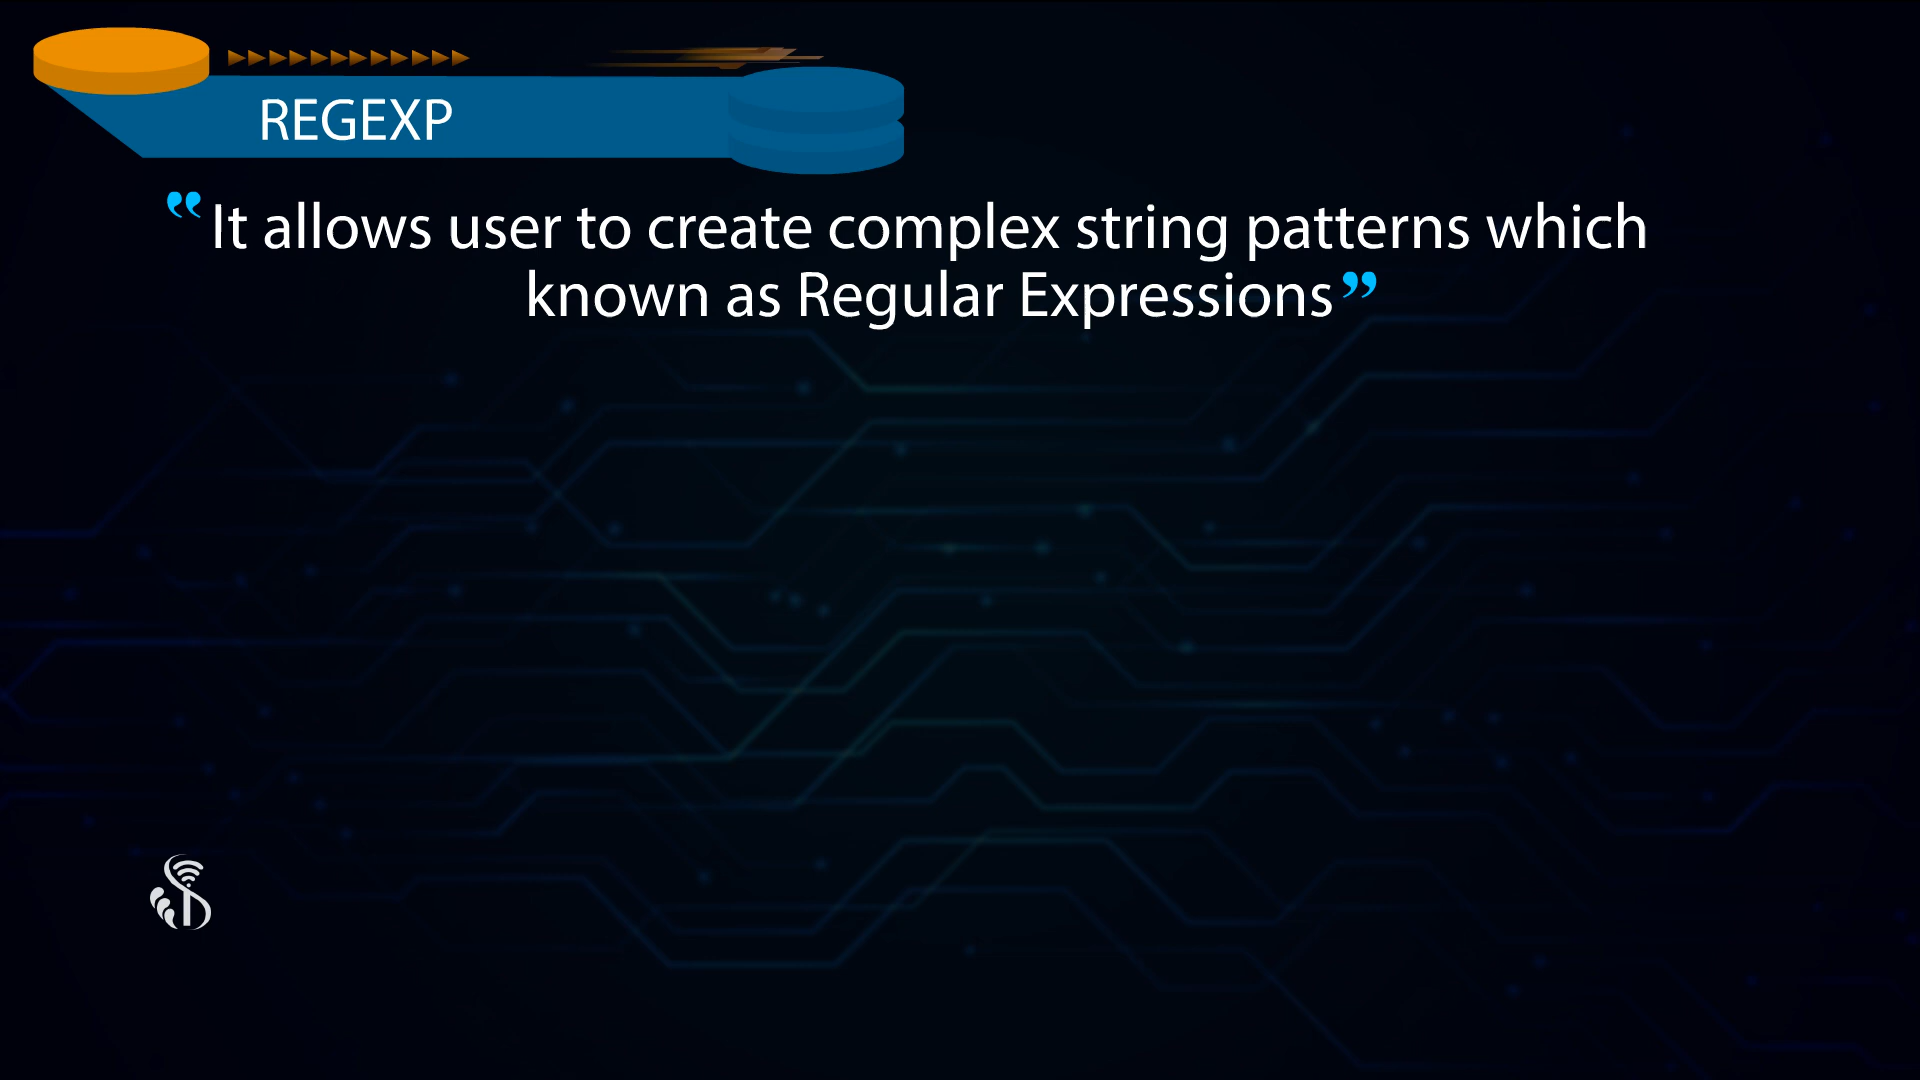 REGEXP
❝It allows user to create complex string patterns which
known as Regular Expressions❞